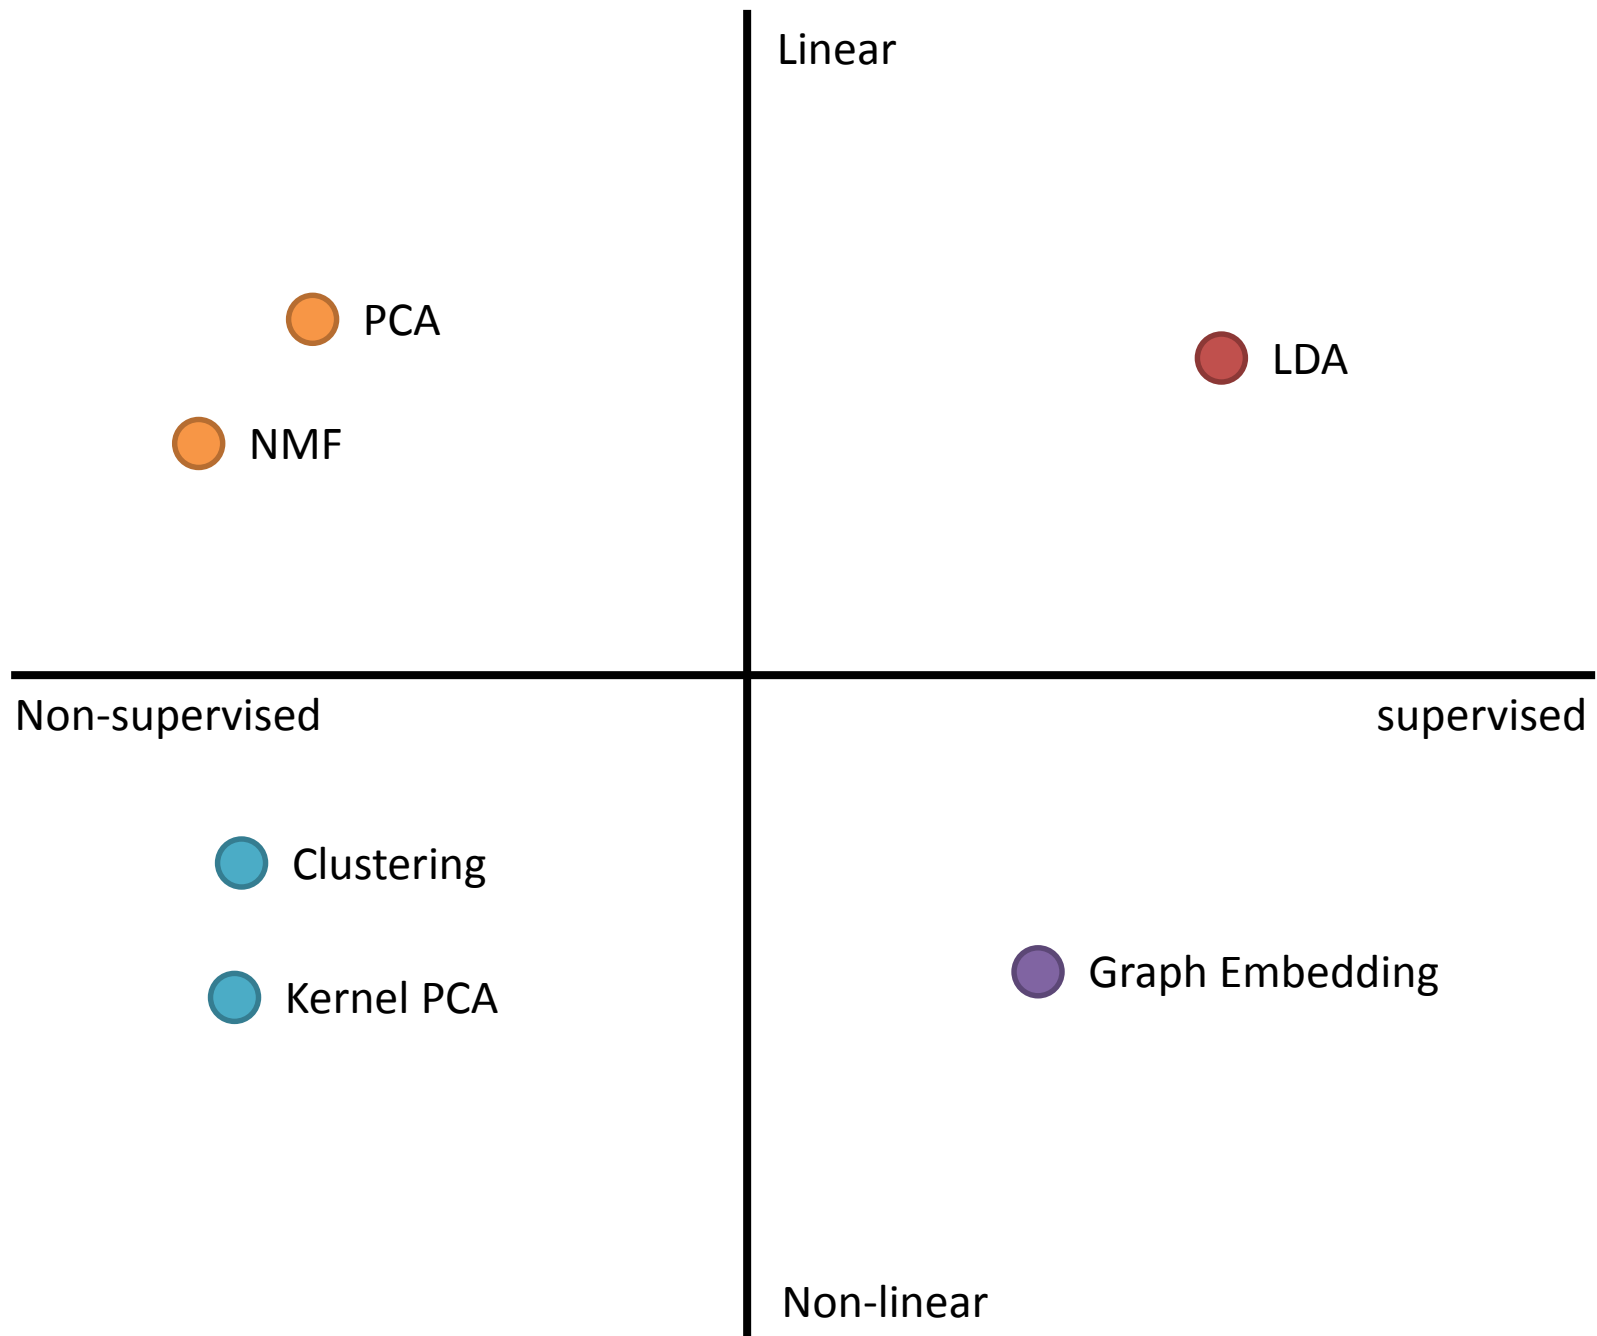 Linear
PCA
LDA
NMF
Non-supervised
supervised
Clustering
Graph Embedding
Kernel PCA
Non-linear